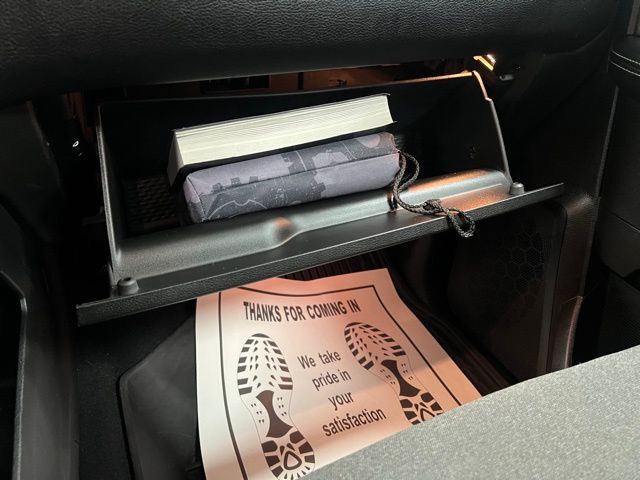 THANKS FOR COMING IN
We take
pride in
your
satisfaction